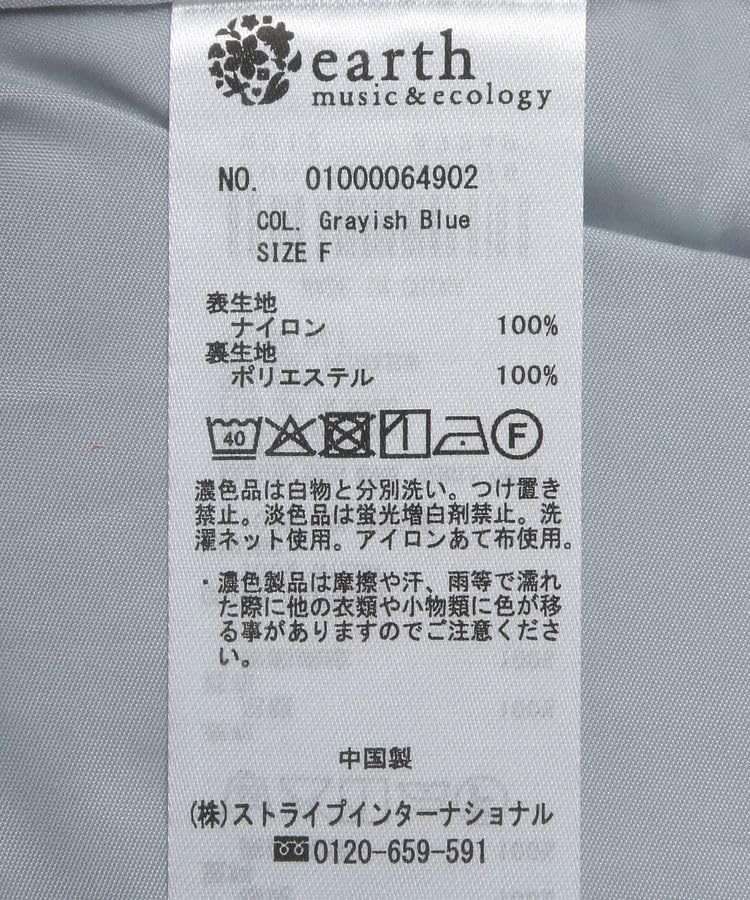 earth
music&ecology
NO. 01000064902
COL. Grayish Blue
SIZE F
表生地
ナイロン 100%
裏生地
ポリエステル 100%
40 F
濃色品は白物と分別洗い。つけ置き
禁止。淡色品は蛍光増白剤禁止。洗
濯ネット使用。アイロンあて布使用。
・濃色製品は摩擦や汗、雨等で濡れ
た際に他の衣類や小物類に色が移
る事がありますのでご注意くださ
い。
中国製
(株)ストライプインターナショナル
0120-659-591